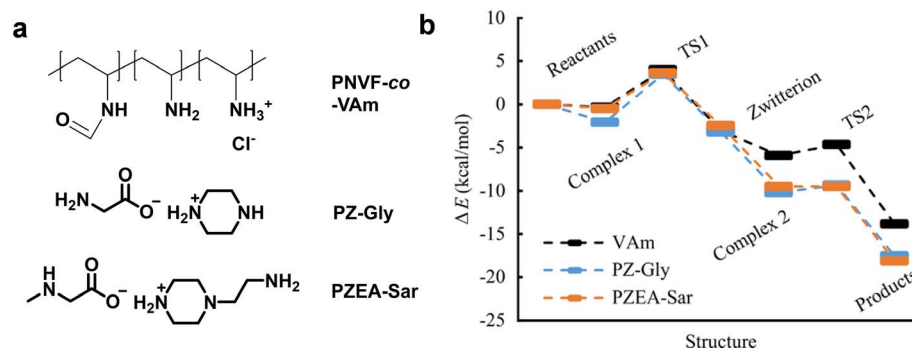 a
NH
O
NH2
NH3+
Cl-
PNVF-co
-VAm
H2N
O
O−
H2N+
NH
PZ-Gly
H
N
O
O−
H2N+
N
NH2
PZEA-Sar
b
5
0
-5
-10
-15
-20
-25
ΔE (kcal/mol)
Reactants
Complex 1
TS1
Zwitterion
Complex 2
TS2
Products
VAm
PZ-Gly
PZEA-Sar
Structure